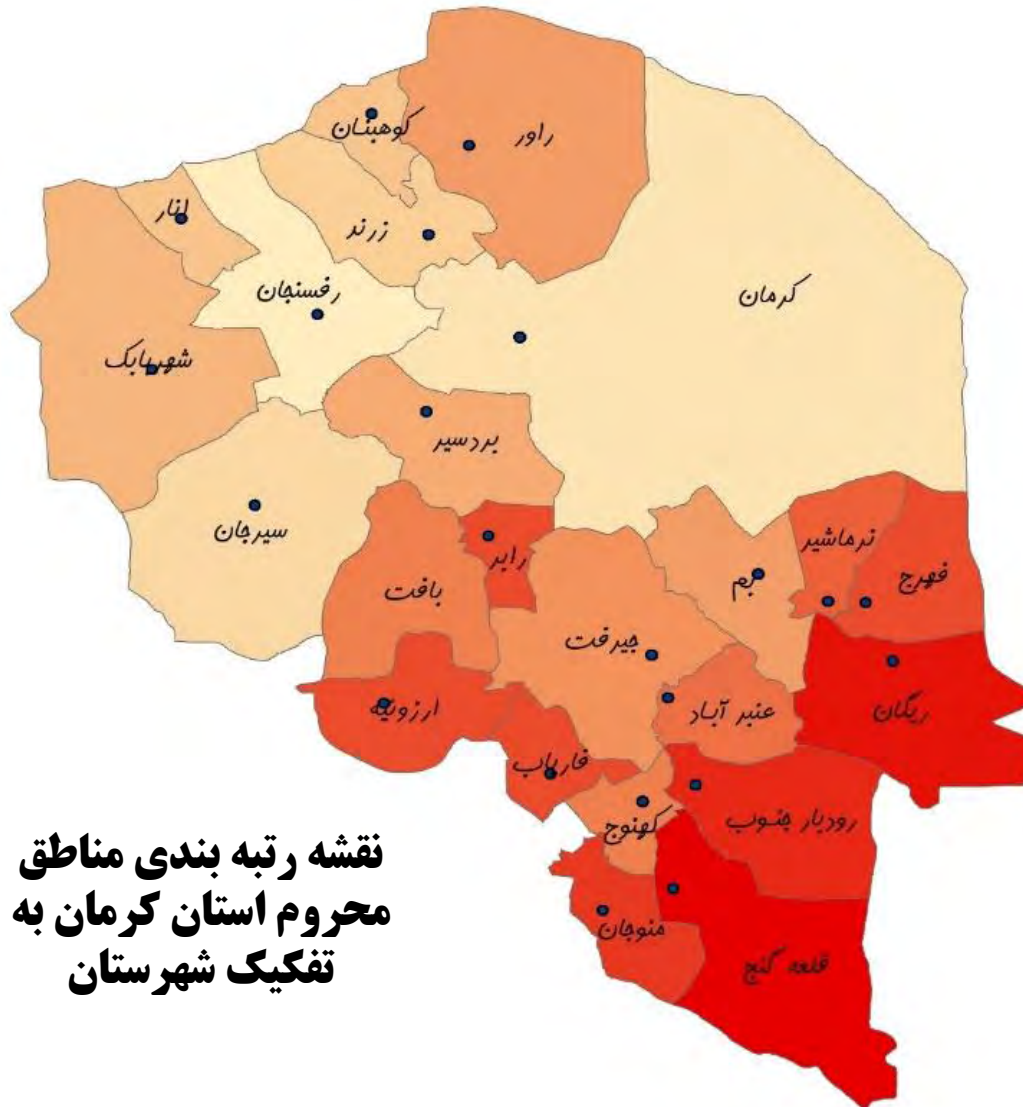 کوهبنان
راور
انار
زرند
کرمان
رفسنجان
شهربابک
بردسیر
سیرجان
نرماشیر
رابر
فهرج
بم
بافت
جیرفت
ریگان
ارزوئیه
عنبر آباد
فاریاب
رودبار جنوب
کهنوج
منوجان
قلعه گنج
نقشه رتبه بندی مناطق
محروم استان کرمان به
تفکیک شهرستان